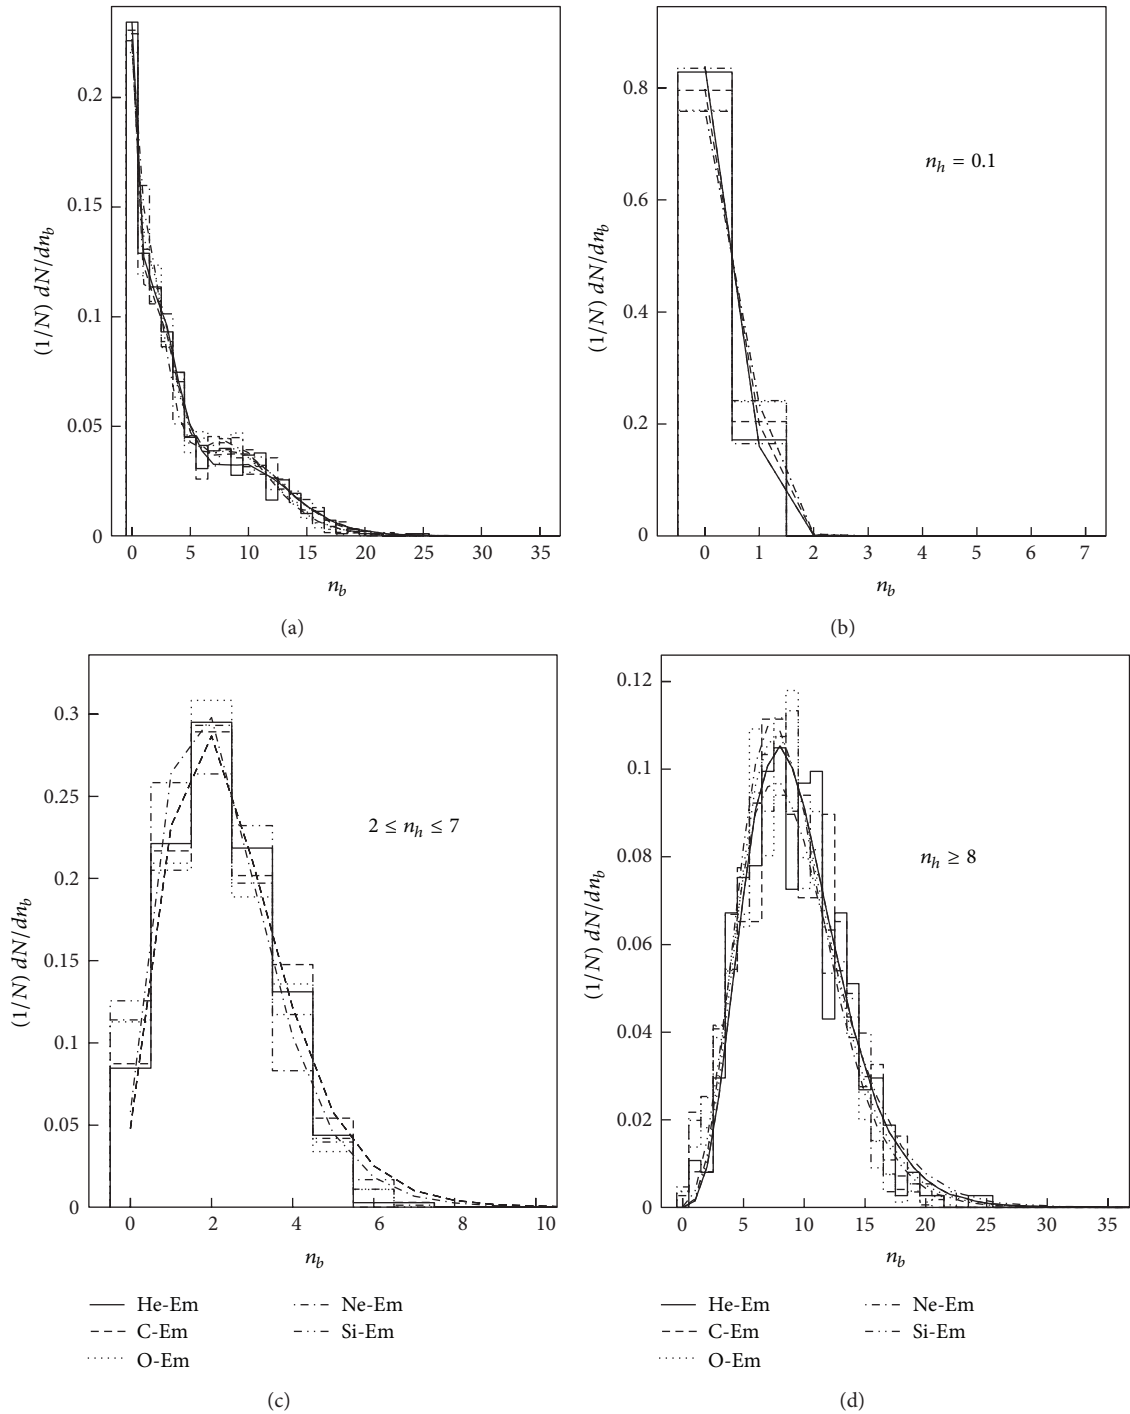 0.2
0.15
0.1
0.05
0
(1/N) dN/dn_b
0 5 10 15 20 25 30 35
n_b
(a)
0.8
0.6
0.4
0.2
0
(1/N) dN/dn_b
n_h = 0.1
0 1 2 3 4 5 6 7
n_b
(b)
0.3
0.25
0.2
0.15
0.1
0.05
0
(1/N) dN/dn_b
2 ≤ n_h ≤ 7
0 2 4 6 8 10
n_b
He-Em
C-Em
O-Em
Ne-Em
Si-Em
(c)
0.12
0.1
0.08
0.06
0.04
0.02
0
(1/N) dN/dn_b
n_h ≥ 8
0 5 10 15 20 25 30 35
n_b
He-Em
C-Em
O-Em
Ne-Em
Si-Em
(d)